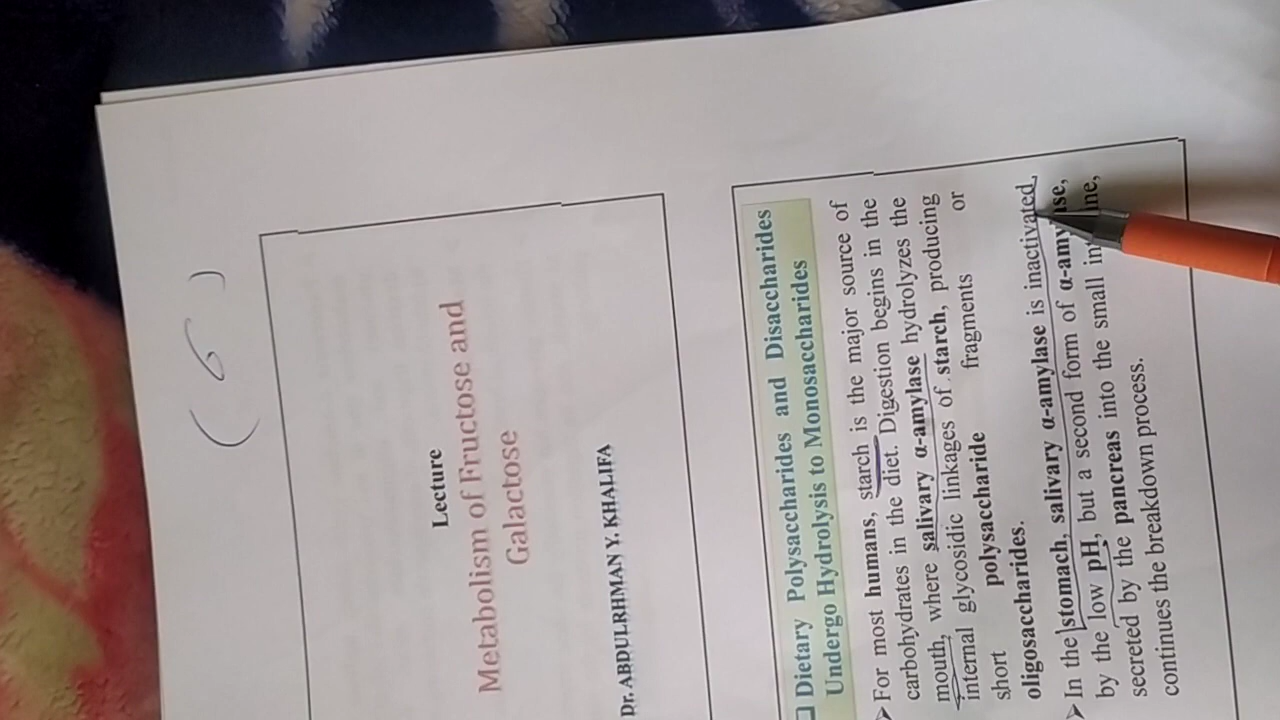 ( 6 )
Lecture
Metabolism of Fructose and
Galactose
Dr. ABDULRHMAN Y. KHALIFA
❑ Dietary Polysaccharides and Disaccharides
Undergo Hydrolysis to Monosaccharides
➤ For most humans, starch is the major source of
carbohydrates in the diet. Digestion begins in the
mouth, where salivary α-amylase hydrolyzes the
internal glycosidic linkages of starch, producing
short polysaccharide fragments or
oligosaccharides.
➤ In the stomach, salivary α-amylase is inactivated
by the low pH, but a second form of α-amylase,
secreted by the pancreas into the small intestine,
continues the breakdown process.